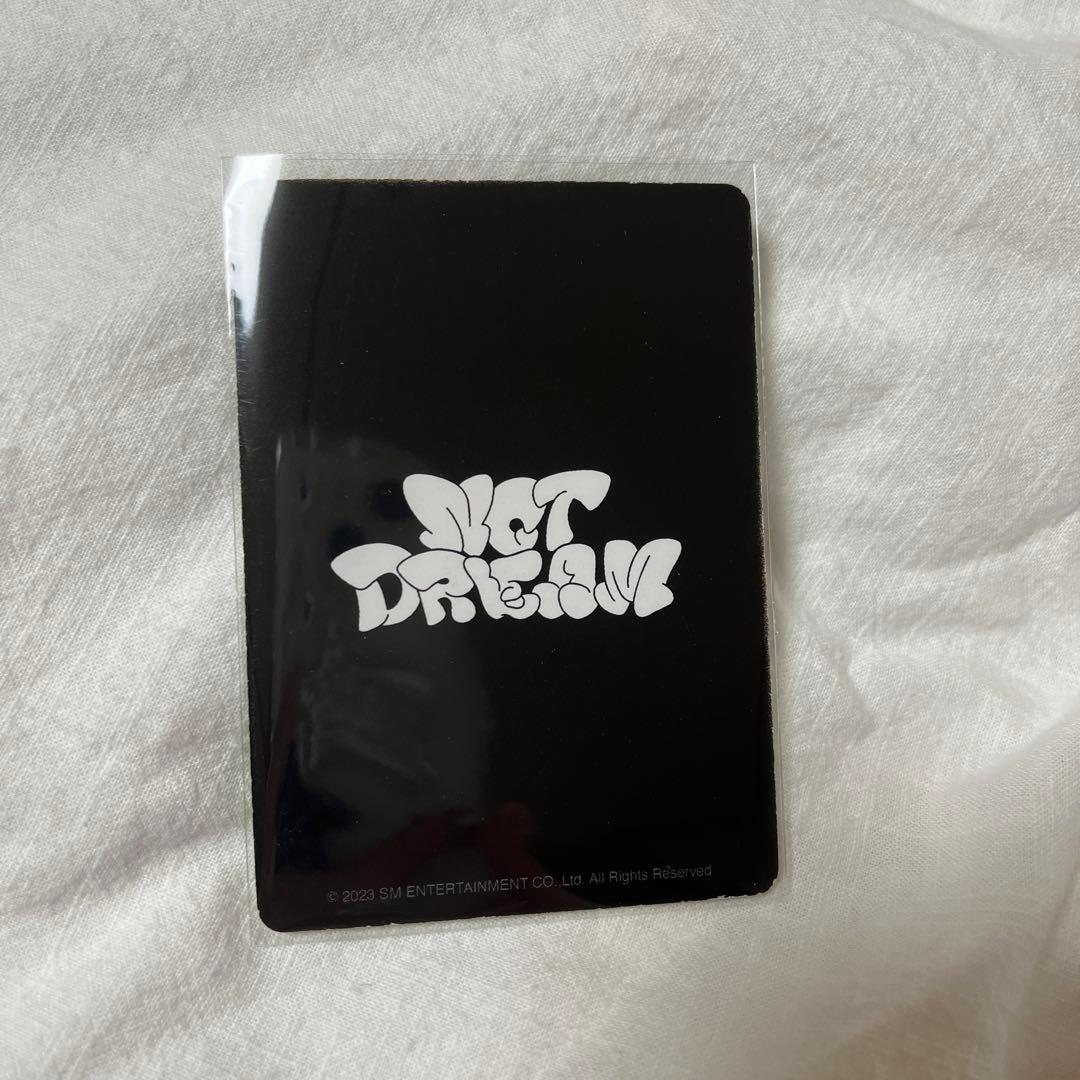 NCT
DREAM
© 2023 SM ENTERTAINMENT CO.,Ltd. All Rights Reserved